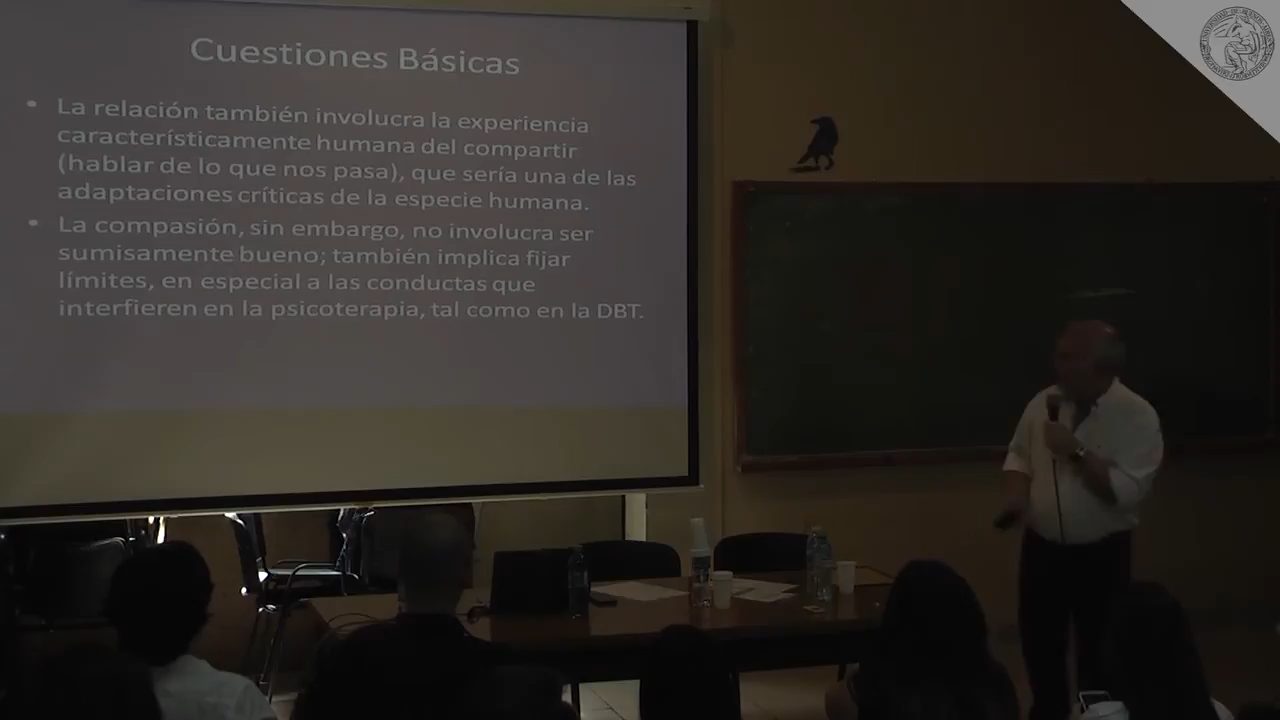 Cuestiones Básicas
• La relación también involucra la experiencia
característicamente humana del compartir
(hablar de lo que nos pasa), que sería una de las
adaptaciones críticas de la especie humana.
• La compasión, sin embargo, no involucra ser
sumisamente bueno; también implica fijar
límites, en especial a las conductas que
interfieren en la psicoterapia, tal como en la DBT.